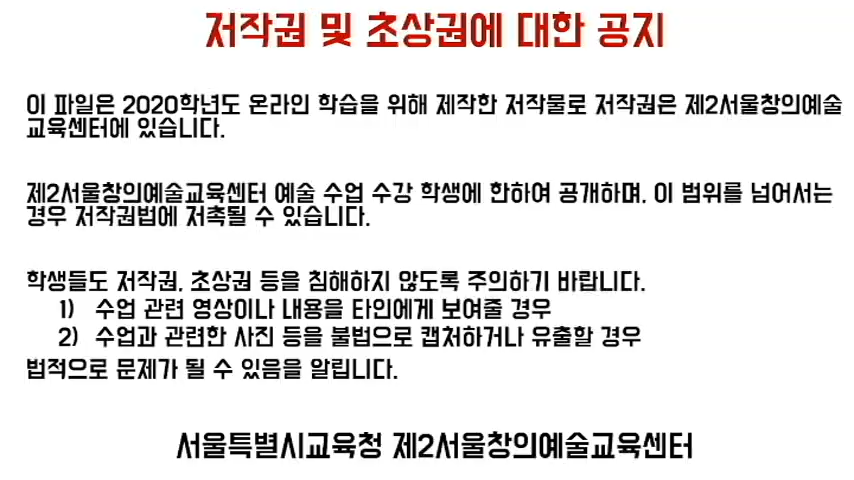 저작권 및 초상권에 대한 공지
이 파일은 2020학년도 온라인 학습을 위해 제작한 저작물로 저작권은 제2서울창의예술
교육센터에 있습니다.
제2서울창의예술교육센터 예술 수업 수강 학생에 한하여 공개하며, 이 범위를 넘어서는
경우 저작권법에 저촉될 수 있습니다.
학생들도 저작권, 초상권 등을 침해하지 않도록 주의하기 바랍니다.
1) 수업 관련 영상이나 내용을 타인에게 보여줄 경우
2) 수업과 관련한 사진 등을 불법으로 캡처하거나 유출할 경우
법적으로 문제가 될 수 있음을 알립니다.
서울특별시교육청 제2서울창의예술교육센터